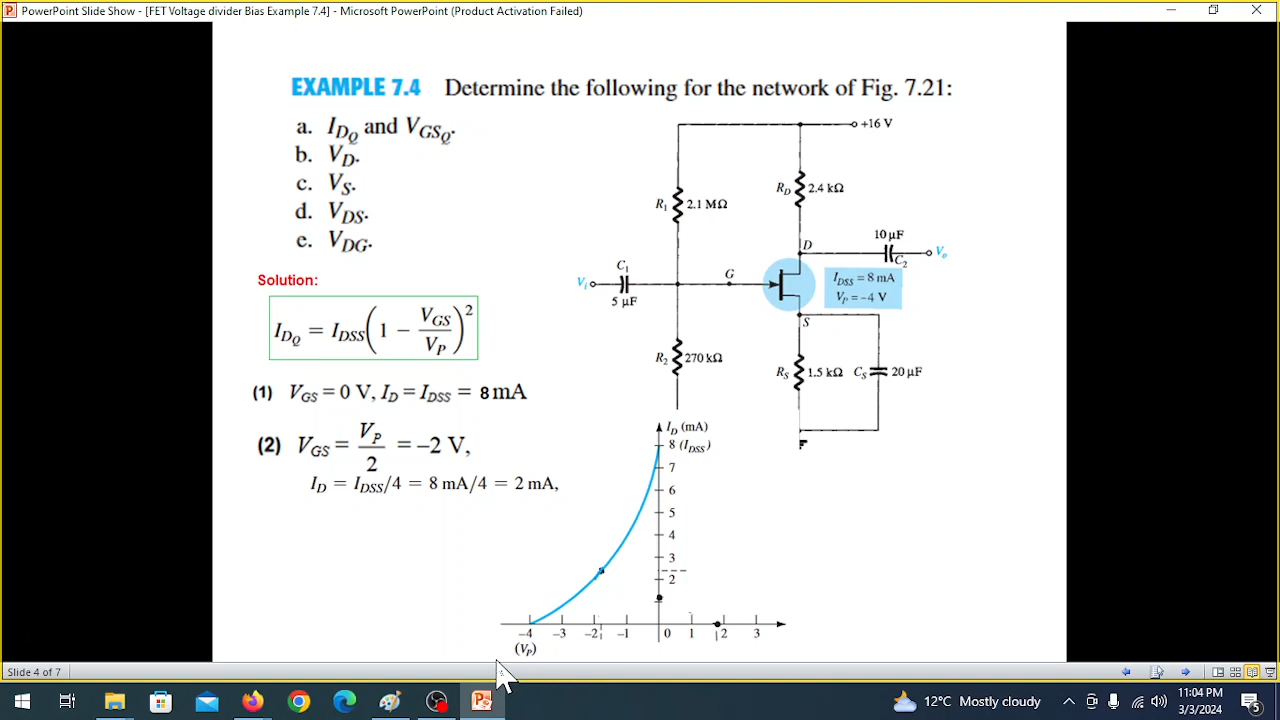 PowerPoint Slide Show - [FET Voltage divider Bias Example 7.4] - Microsoft PowerPoint (Product Activation Failed)
EXAMPLE 7.4 Determine the following for the network of Fig. 7.21:
a. I_DQ and V_GSQ.
b. V_D.
c. V_S.
d. V_DS.
e. V_DG.
Solution:
I_DQ = I_DSS(1 − V_GS/V_P)²
(1) V_GS = 0 V, I_D = I_DSS = 8 mA
(2) V_GS = V_P/2 = −2 V,
I_D = I_DSS/4 = 8 mA/4 = 2 mA,
+16 V
R_D 2.4 kΩ
R_1 2.1 MΩ
10 µF
D
C_2
V_o
C_1
G
V_i
5 µF
I_DSS = 8 mA
V_P = −4 V
S
R_2 270 kΩ
R_S 1.5 kΩ C_S 20 µF
I_D (mA)
8 (I_DSS)
7
6
5
4
3
2
−4 −3 −2 −1 0 1 2 3
(V_P)
Slide 4 of 7
12°C Mostly cloudy
11:04 PM
3/3/2024
5